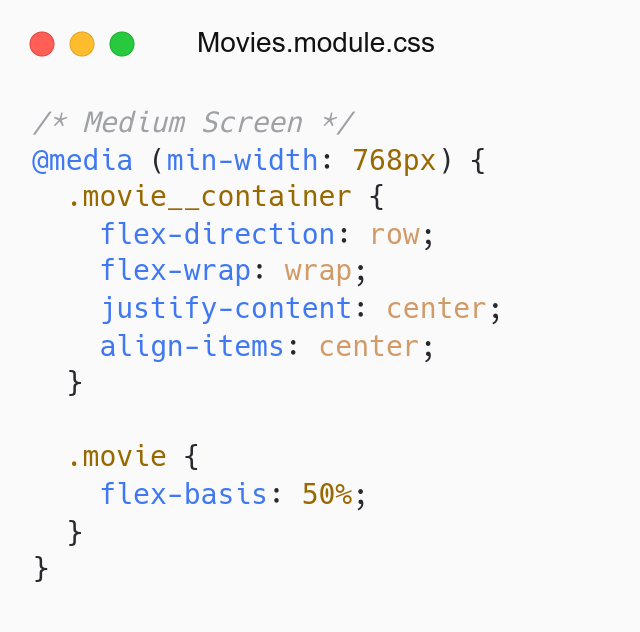 Movies.module.css
/* Medium Screen */
@media (min-width: 768px) {
  .movie__container {
    flex-direction: row;
    flex-wrap: wrap;
    justify-content: center;
    align-items: center;
  }

  .movie {
    flex-basis: 50%;
  }
}